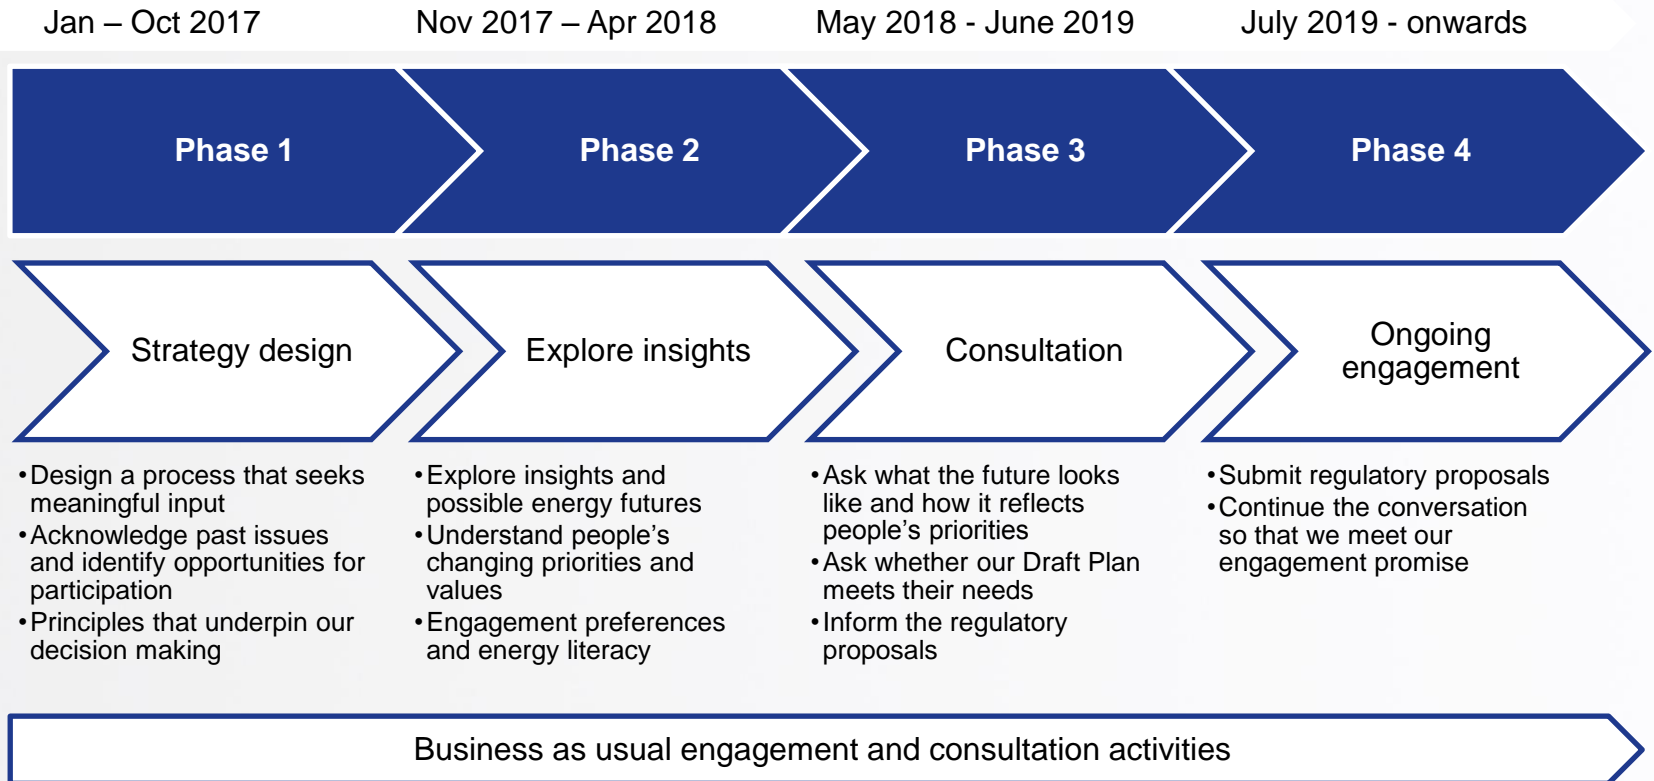 Jan – Oct 2017
Nov 2017 – Apr 2018
May 2018 - June 2019
July 2019 - onwards
Phase 1
Phase 2
Phase 3
Phase 4
Strategy design
Explore insights
Consultation
Ongoing
engagement
•Design a process that seeks
meaningful input
•Acknowledge past issues
and identify opportunities for
participation
•Principles that underpin our
decision making
•Explore insights and
possible energy futures
•Understand people’s
changing priorities and
values
•Engagement preferences
and energy literacy
•Ask what the future looks
like and how it reflects
people’s priorities
•Ask whether our Draft Plan
meets their needs
•Inform the regulatory
proposals
•Submit regulatory proposals
•Continue the conversation
so that we meet our
engagement promise
Business as usual engagement and consultation activities